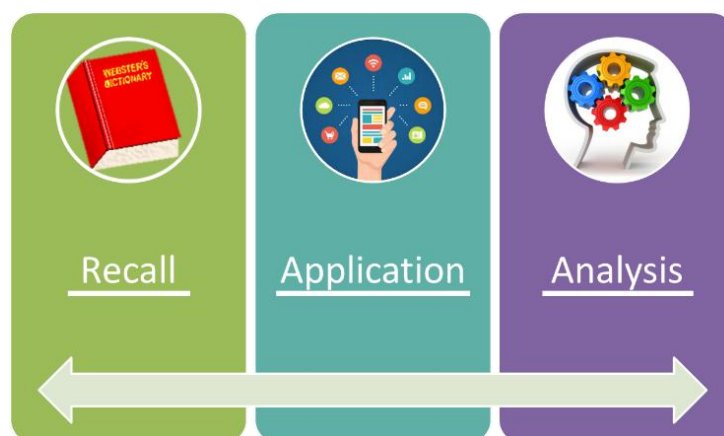 WEBSTER'S
DICTIONARY
Recall
Application
Analysis